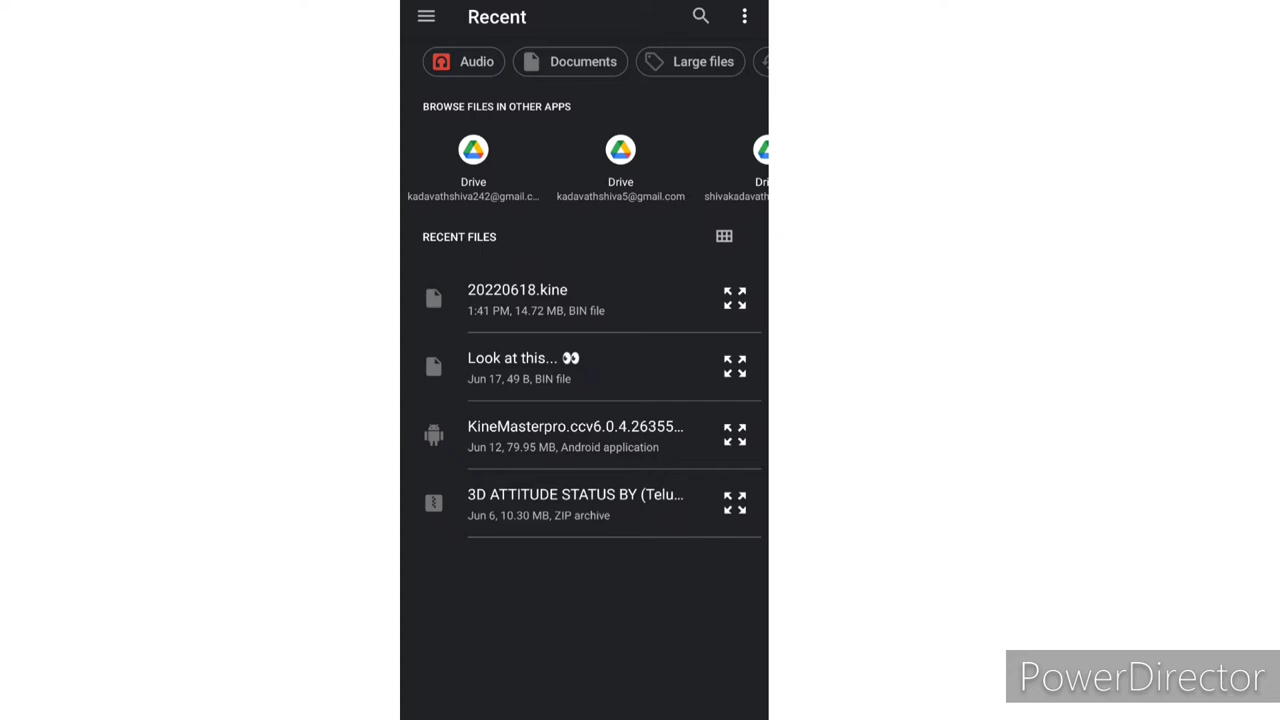 Recent
Audio
Documents
Large files
BROWSE FILES IN OTHER APPS
Drive
kadavathshiva242@gmail.c...
Drive
kadavathshiva5@gmail.com
Dri
shivakadavath
RECENT FILES
20220618.kine
1:41 PM, 14.72 MB, BIN file
Look at this... 👀
Jun 17, 49 B, BIN file
KineMasterpro.ccv6.0.4.26355...
Jun 12, 79.95 MB, Android application
3D ATTITUDE STATUS BY (Telu...
Jun 6, 10.30 MB, ZIP archive
PowerDirector